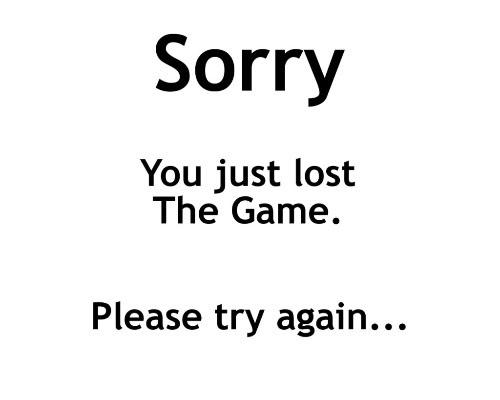 Sorry
You just lost
The Game.
Please try again...